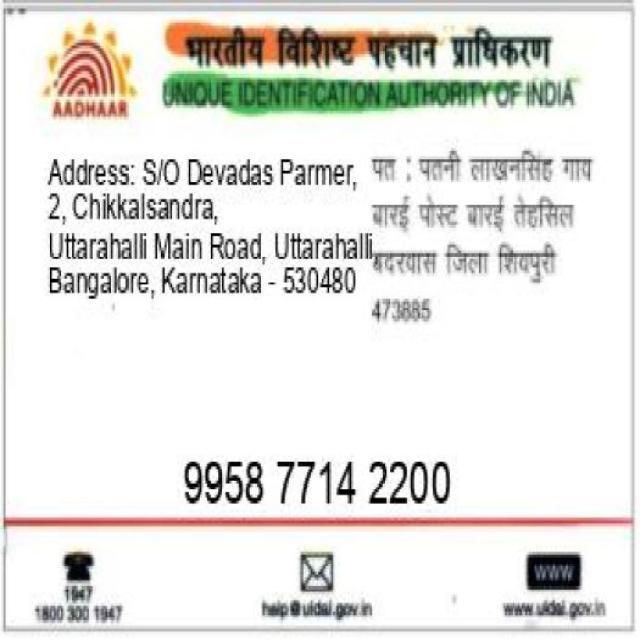 भारतीय विशिष्ट पहचान प्राधिकरण
AADHAAR
UNIQUE IDENTIFICATION AUTHORITY OF INDIA
Address: S/O Devadas Parmer,
2, Chikkalsandra,
Uttarahalli Main Road, Uttarahalli,
Bangalore, Karnataka - 530480
पत : पतनी लाखनसिंह गाव
बारई पोस्ट बारई तेहसिल
बदरवास जिला शिवपुरी
473885
9958 7714 2200
1947
1800 300 1947
help@uidai.gov.in
WWW
www.uidai.gov.in